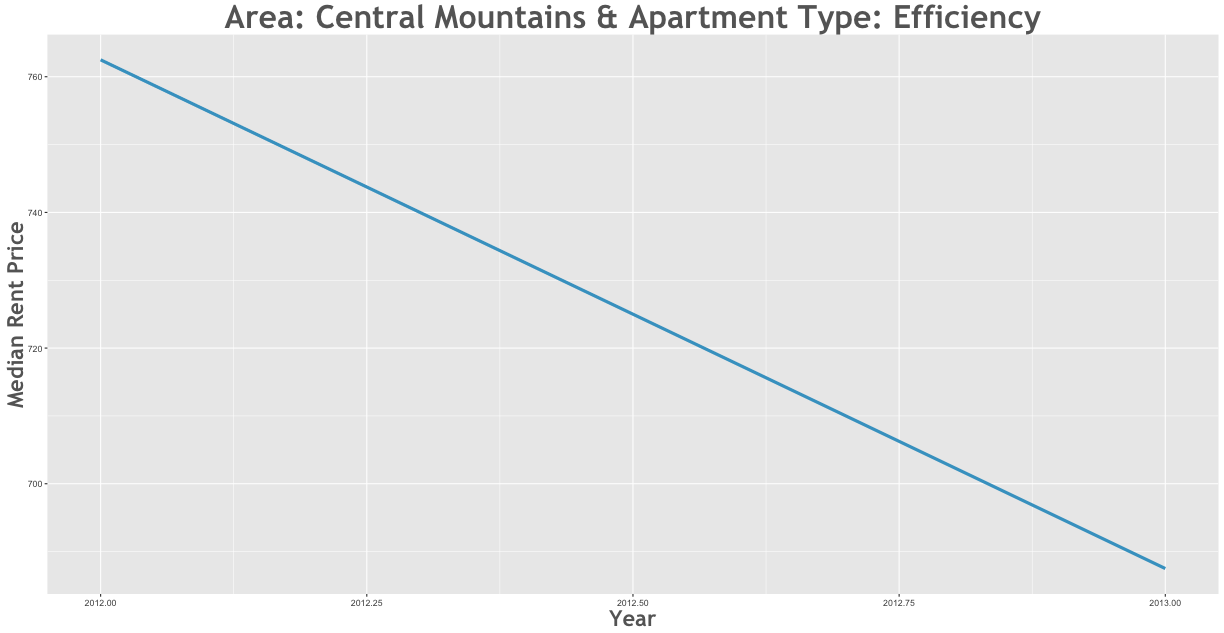 Area: Central Mountains & Apartment Type: Efficiency
Median Rent Price
760
740
720
700
2012.00 2012.25 2012.50 2012.75 2013.00
Year